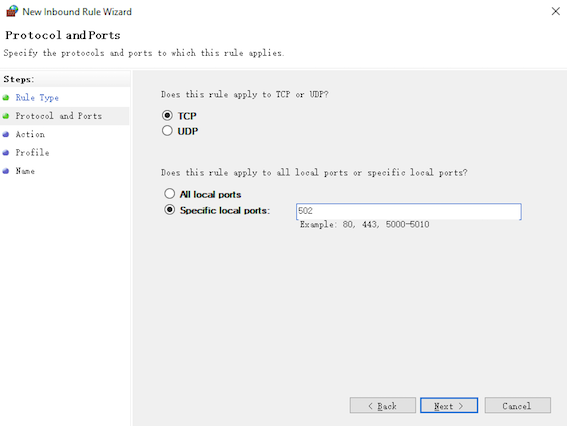 New Inbound Rule Wizard
Protocol and Ports
Specify the protocols and ports to which this rule applies.
Steps:
Rule Type
Protocol and Ports
Action
Profile
Name
Does this rule apply to TCP or UDP?
TCP
UDP
Does this rule apply to all local ports or specific local ports?
All local ports
Specific local ports:
502
Example: 80, 443, 5000-5010
< Back
Next >
Cancel